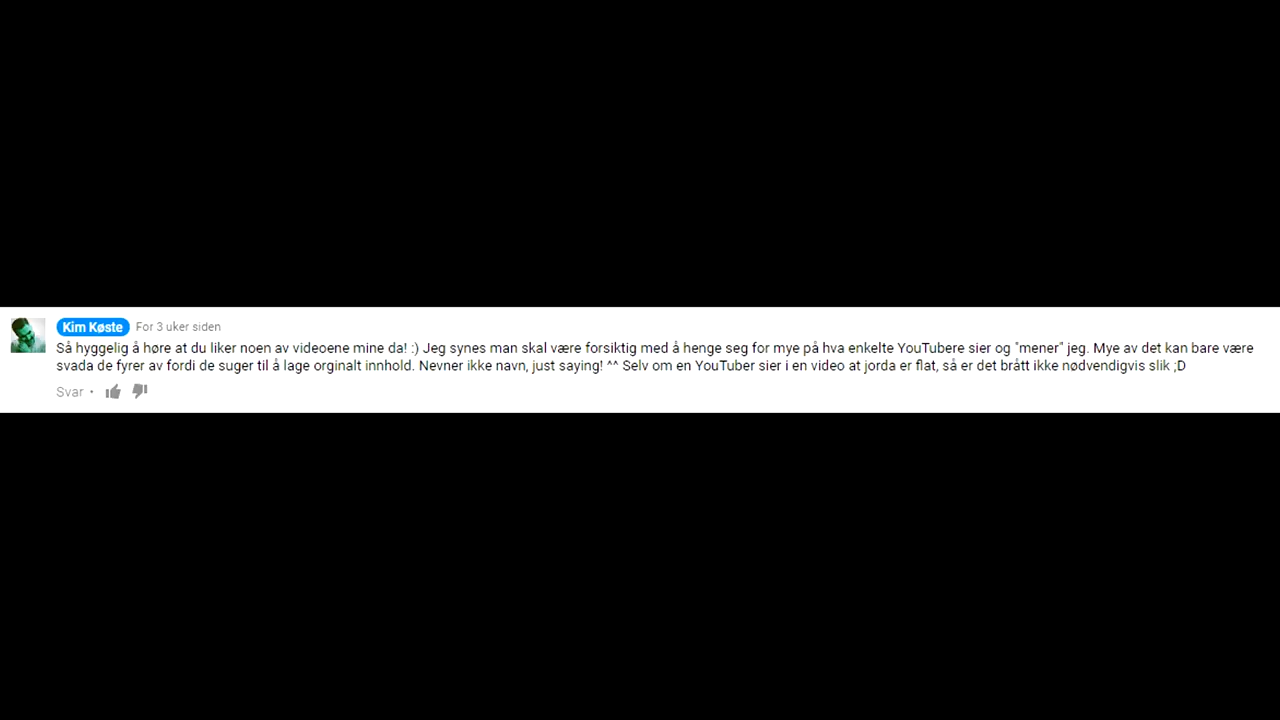 Kim Køste For 3 uker siden
Så hyggelig å høre at du liker noen av videoene mine da! :) Jeg synes man skal være forsiktig med å henge seg for mye på hva enkelte YouTubere sier og "mener" jeg. Mye av det kan bare være
svada de fyrer av fordi de suger til å lage orginalt innhold. Nevner ikke navn, just saying! ^^ Selv om en YouTuber sier i en video at jorda er flat, så er det brått ikke nødvendigvis slik ;D
Svar •